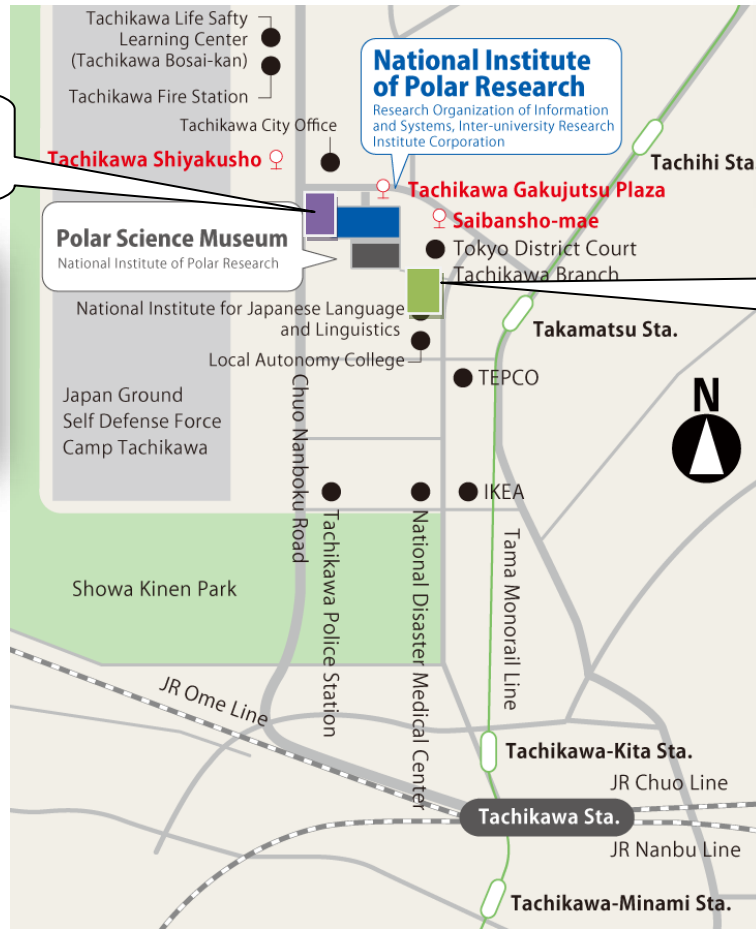 Tachikawa Life Safty
Learning Center
(Tachikawa Bosai-kan)
Tachikawa Fire Station
Tachikawa City Office
National Institute
of Polar Research
Research Organization of Information
and Systems, Inter-university Research
Institute Corporation
Tachihi Sta.
Tachikawa Shiyakusho
Tachikawa Gakujutsu Plaza
Saibansho-mae
Polar Science Museum
National Institute of Polar Research
Tokyo District Court
Tachikawa Branch
National Institute for Japanese Language
and Linguistics
Takamatsu Sta.
Local Autonomy College
TEPCO
Japan Ground
Self Defense Force
Camp Tachikawa
N
Chuo Nanboku Road
IKEA
Tachikawa Police Station
National Disaster Medical Center
Tama Monorail Line
Showa Kinen Park
JR Ome Line
Tachikawa-Kita Sta.
JR Chuo Line
Tachikawa Sta.
JR Nanbu Line
Tachikawa-Minami Sta.